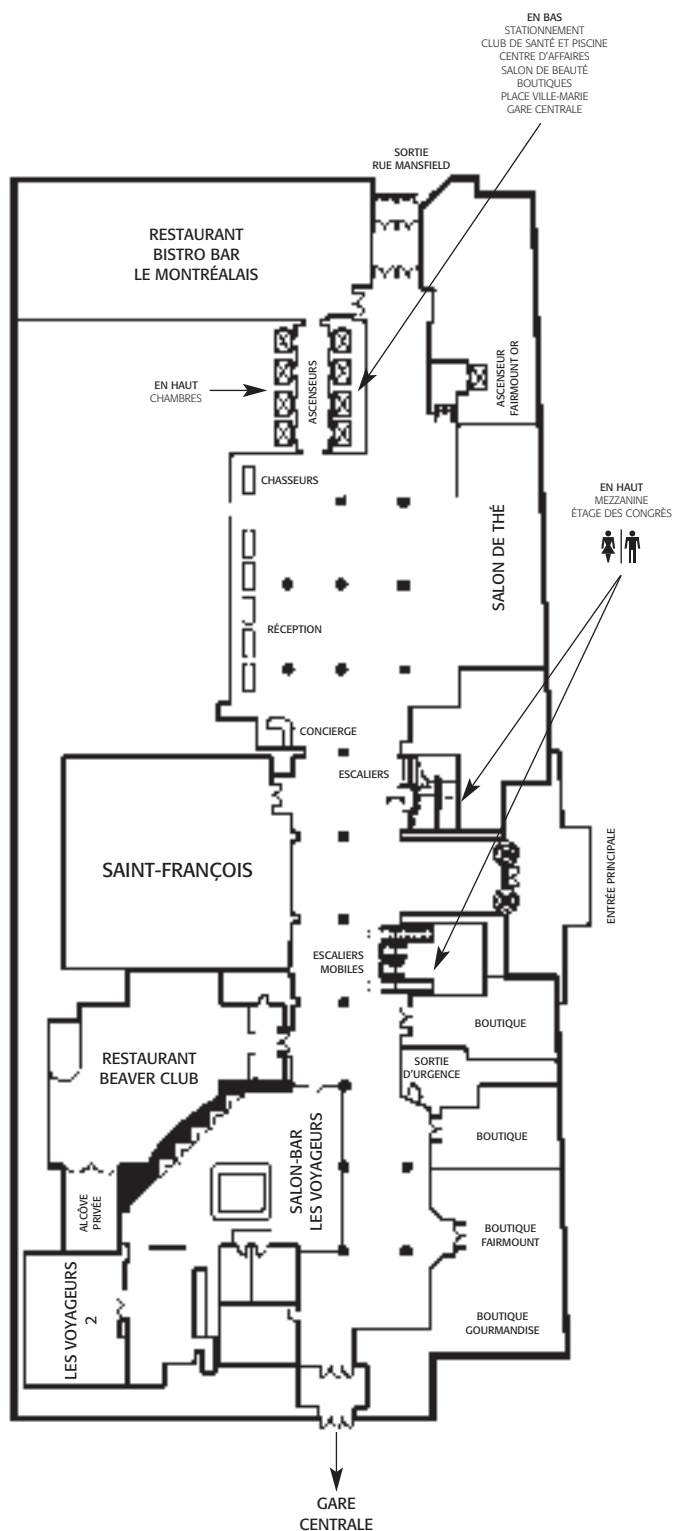 EN BAS
STATIONNEMENT
CLUB DE SANTÉ ET PISCINE
CENTRE D'AFFAIRES
SALON DE BEAUTÉ
BOUTIQUES
PLACE VILLE-MARIE
GARE CENTRALE
SORTIE
RUE MANSFIELD
RESTAURANT
BISTRO BAR
LE MONTRÉALAIS
EN HAUT
CHAMBRES
ASCENSEURS
ASCENSEUR
FAIRMOUNT OR
CHASSEURS
EN HAUT
MEZZANINE
ÉTAGE DES CONGRÈS
SALON DE THÉ
RÉCEPTION
CONCIERGE
ESCALIERS
SAINT-FRANÇOIS
ENTRÉE PRINCIPALE
ESCALIERS
MOBILES
BOUTIQUE
RESTAURANT
BEAVER CLUB
SORTIE
D'URGENCE
BOUTIQUE
SALON-BAR
LES VOYAGEURS
ALCÔVE
PRIVÉE
BOUTIQUE
FAIRMOUNT
LES VOYAGEURS
2
BOUTIQUE
GOURMANDISE
GARE
CENTRALE